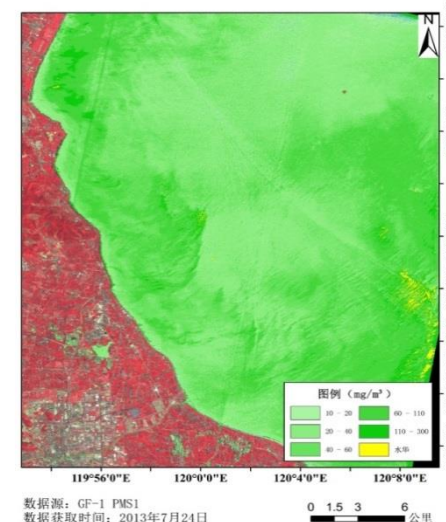 N
图例 (mg/m³)
10 - 20
60 - 110
20 - 40
110 - 300
40 - 60
水华
119°56'0"E
120°0'0"E
120°4'0"E
120°8'0"E
数据源: GF-1 PMS1
数据获取时间: 2013年7月24日
0 1.5 3 6
公里